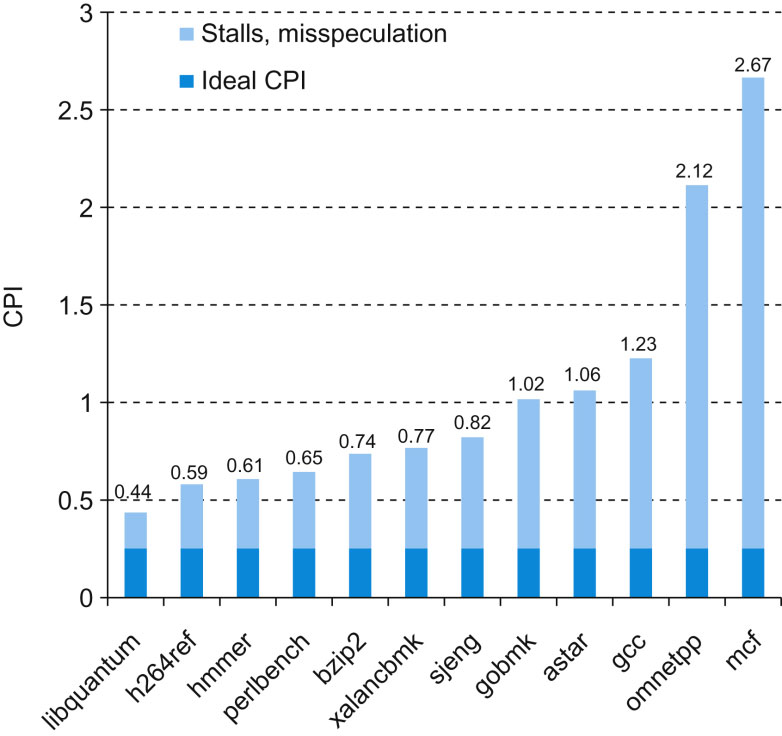 3
Stalls, misspeculation
Ideal CPI
2.67
2.5
2.12
2
CPI
1.5
1.23
1.06
1.02
1
0.82
0.77
0.74
0.65
0.61
0.59
0.5
0.44
0
libquantum
h264ref
hmmer
perlbench
bzip2
xalancbmk
sjeng
gobmk
astar
gcc
omnetpp
mcf